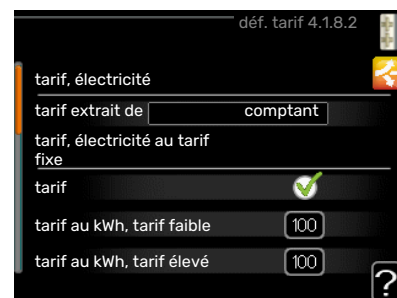 déf. tarif 4.1.8.2
tarif, électricité
tarif extrait de comptant
tarif, électricité au tarif
fixe
tarif
tarif au kWh, tarif faible 100
tarif au kWh, tarif élevé 100
?